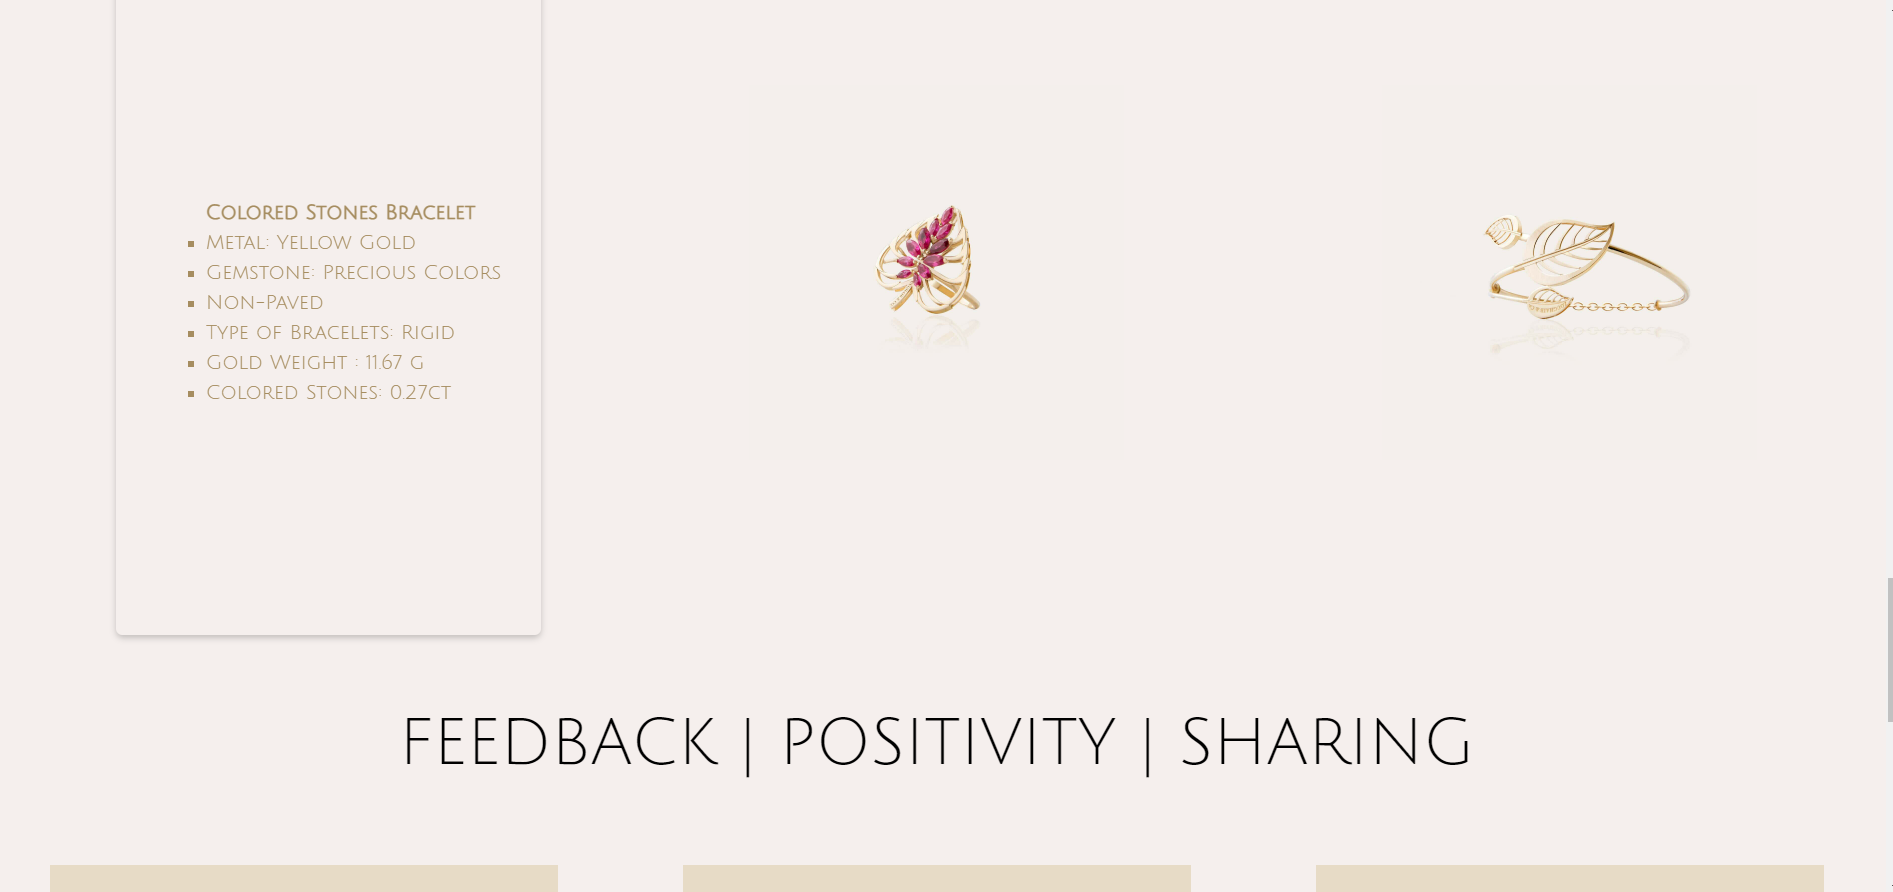 Colored Stones Bracelet
Metal: Yellow Gold
Gemstone: Precious Colors
Non-Paved
Type of Bracelets: Rigid
Gold Weight : 11.67 g
Colored Stones: 0.27ct
FEEDBACK | POSITIVITY | SHARING